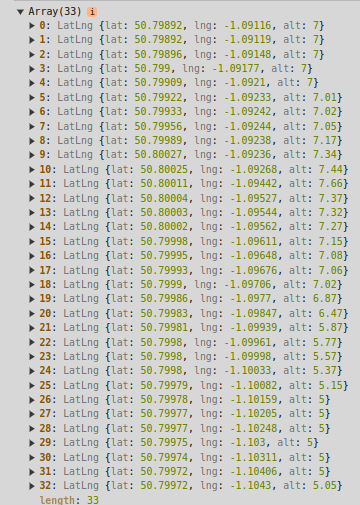 ▼ Array(33) i
▶ 0: LatLng {lat: 50.79892, lng: -1.09116, alt: 7}
▶ 1: LatLng {lat: 50.79892, lng: -1.09119, alt: 7}
▶ 2: LatLng {lat: 50.79896, lng: -1.09148, alt: 7}
▶ 3: LatLng {lat: 50.799, lng: -1.09177, alt: 7}
▶ 4: LatLng {lat: 50.79909, lng: -1.0921, alt: 7}
▶ 5: LatLng {lat: 50.79922, lng: -1.09233, alt: 7.01}
▶ 6: LatLng {lat: 50.79933, lng: -1.09242, alt: 7.02}
▶ 7: LatLng {lat: 50.79956, lng: -1.09244, alt: 7.05}
▶ 8: LatLng {lat: 50.79989, lng: -1.09238, alt: 7.17}
▶ 9: LatLng {lat: 50.80027, lng: -1.09236, alt: 7.34}
▶ 10: LatLng {lat: 50.80025, lng: -1.09268, alt: 7.44}
▶ 11: LatLng {lat: 50.80011, lng: -1.09442, alt: 7.66}
▶ 12: LatLng {lat: 50.80004, lng: -1.09527, alt: 7.37}
▶ 13: LatLng {lat: 50.80003, lng: -1.09544, alt: 7.32}
▶ 14: LatLng {lat: 50.80002, lng: -1.09562, alt: 7.27}
▶ 15: LatLng {lat: 50.79998, lng: -1.09611, alt: 7.15}
▶ 16: LatLng {lat: 50.79995, lng: -1.09648, alt: 7.08}
▶ 17: LatLng {lat: 50.79993, lng: -1.09676, alt: 7.06}
▶ 18: LatLng {lat: 50.7999, lng: -1.09706, alt: 7.02}
▶ 19: LatLng {lat: 50.79986, lng: -1.0977, alt: 6.87}
▶ 20: LatLng {lat: 50.79983, lng: -1.09847, alt: 6.47}
▶ 21: LatLng {lat: 50.79981, lng: -1.09939, alt: 5.87}
▶ 22: LatLng {lat: 50.7998, lng: -1.09961, alt: 5.77}
▶ 23: LatLng {lat: 50.7998, lng: -1.09998, alt: 5.57}
▶ 24: LatLng {lat: 50.7998, lng: -1.10033, alt: 5.37}
▶ 25: LatLng {lat: 50.79979, lng: -1.10082, alt: 5.15}
▶ 26: LatLng {lat: 50.79978, lng: -1.10159, alt: 5}
▶ 27: LatLng {lat: 50.79977, lng: -1.10205, alt: 5}
▶ 28: LatLng {lat: 50.79977, lng: -1.10248, alt: 5}
▶ 29: LatLng {lat: 50.79975, lng: -1.103, alt: 5}
▶ 30: LatLng {lat: 50.79974, lng: -1.10311, alt: 5}
▶ 31: LatLng {lat: 50.79972, lng: -1.10406, alt: 5}
▶ 32: LatLng {lat: 50.79972, lng: -1.1043, alt: 5.05}
length: 33